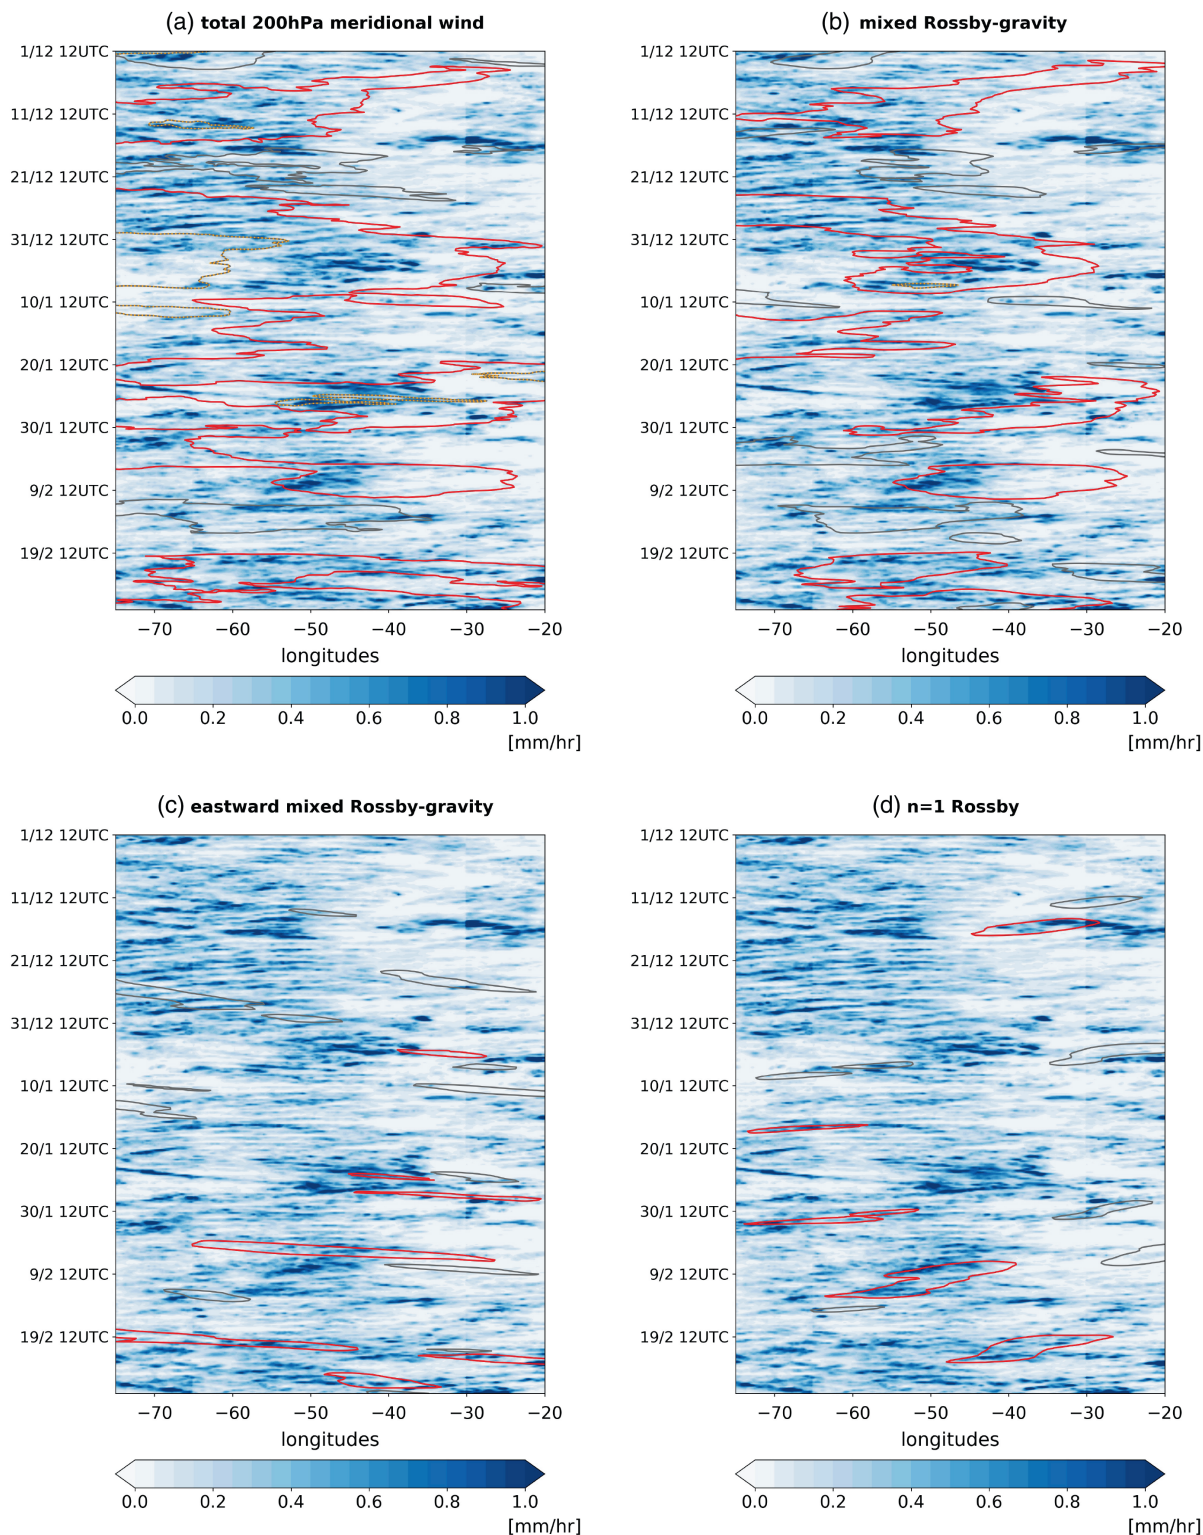 (a) total 200hPa meridional wind
1/12 12UTC
11/12 12UTC
21/12 12UTC
31/12 12UTC
10/1 12UTC
20/1 12UTC
30/1 12UTC
9/2 12UTC
19/2 12UTC
−70 −60 −50 −40 −30 −20
longitudes
0.0 0.2 0.4 0.6 0.8 1.0
[mm/hr]
(b) mixed Rossby-gravity
1/12 12UTC
11/12 12UTC
21/12 12UTC
31/12 12UTC
10/1 12UTC
20/1 12UTC
30/1 12UTC
9/2 12UTC
19/2 12UTC
−70 −60 −50 −40 −30 −20
longitudes
0.0 0.2 0.4 0.6 0.8 1.0
[mm/hr]
(c) eastward mixed Rossby-gravity
1/12 12UTC
11/12 12UTC
21/12 12UTC
31/12 12UTC
10/1 12UTC
20/1 12UTC
30/1 12UTC
9/2 12UTC
19/2 12UTC
−70 −60 −50 −40 −30 −20
longitudes
0.0 0.2 0.4 0.6 0.8 1.0
[mm/hr]
(d) n=1 Rossby
1/12 12UTC
11/12 12UTC
21/12 12UTC
31/12 12UTC
10/1 12UTC
20/1 12UTC
30/1 12UTC
9/2 12UTC
19/2 12UTC
−70 −60 −50 −40 −30 −20
longitudes
0.0 0.2 0.4 0.6 0.8 1.0
[mm/hr]